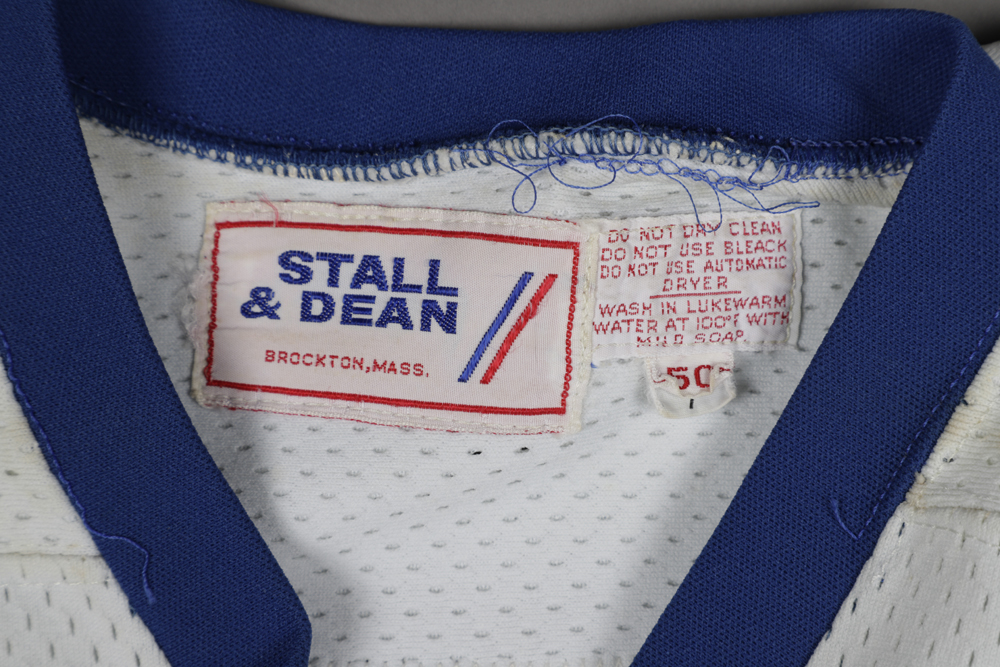 STALL
& DEAN
BROCKTON, MASS.
DO NOT DRY CLEAN
DO NOT USE BLEACK
DO NOT USE AUTOMATIC
DRYER
WASH IN LUKEWARM
WATER AT 100°F WITH
MILD SOAP.
50